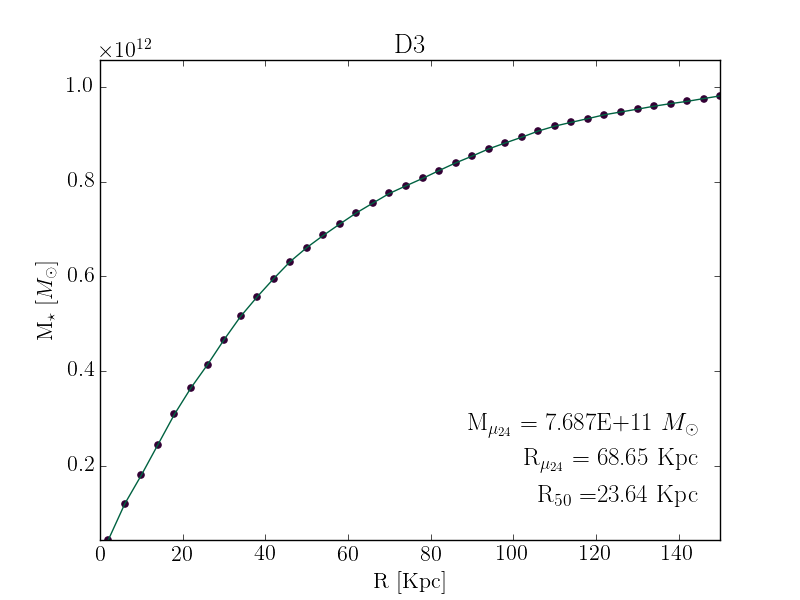 D3
×10¹²
1.0
0.8
0.6
0.4
0.2
M⋆ [M⊙]
M_μ₂₄ = 7.687E+11 M⊙
R_μ₂₄ = 68.65 Kpc
R₅₀ =23.64 Kpc
0 20 40 60 80 100 120 140
R [Kpc]